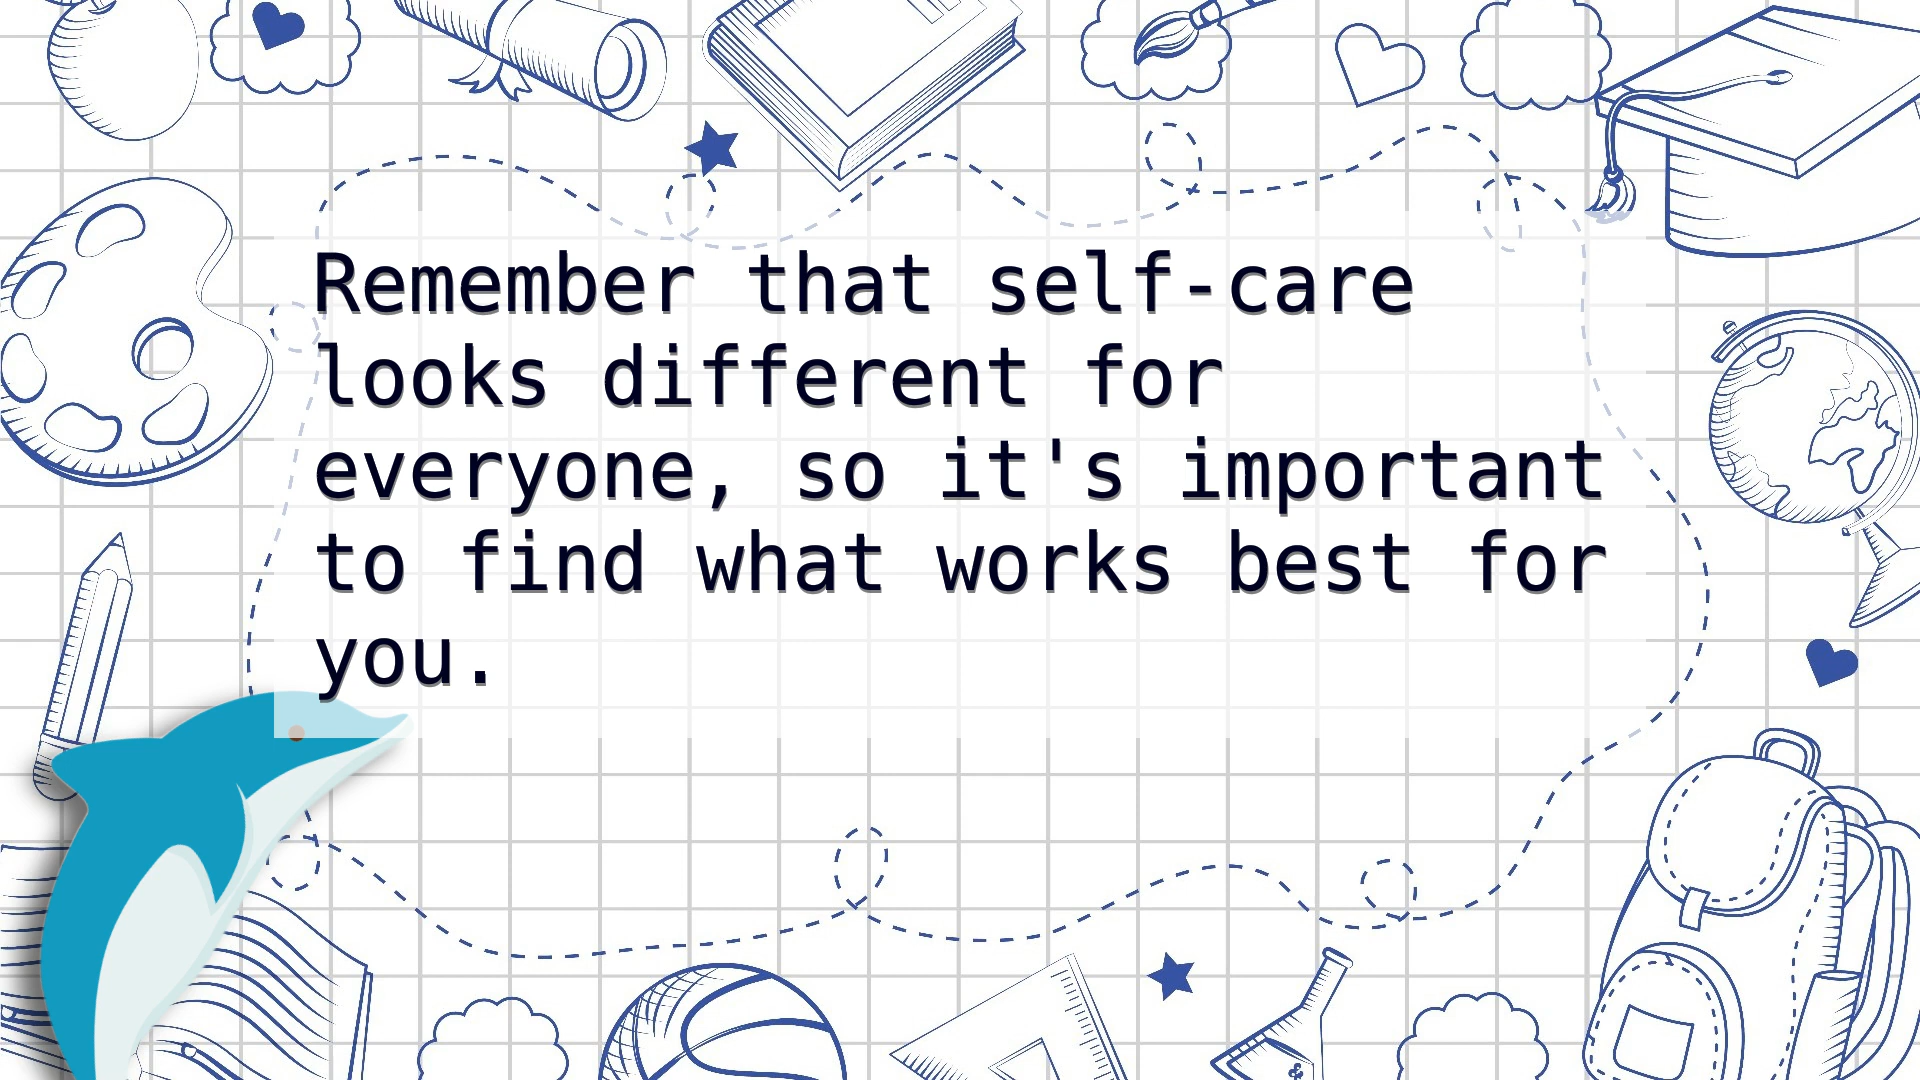 Remember that self-care
looks different for
everyone, so it's important
to find what works best for
you.